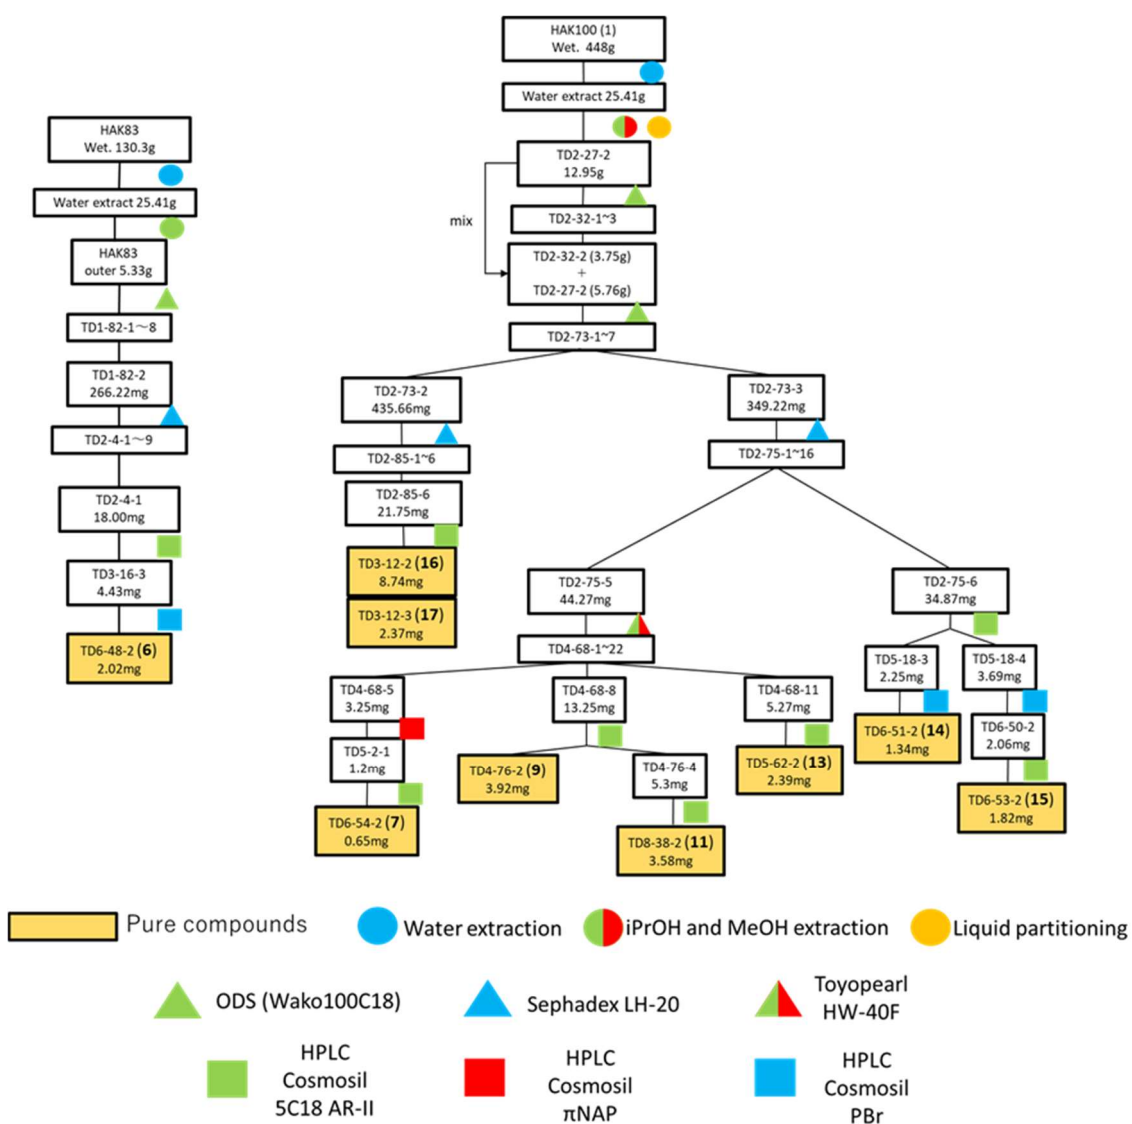 HAK100 (1)
Wet.  448g
Water extract 25.41g
TD2-27-2
12.95g
mix
TD2-32-1~3
TD2-32-2 (3.75g)
+
TD2-27-2 (5.76g)
TD2-73-1~7
HAK83
Wet. 130.3g
Water extract 25.41g
HAK83
outer 5.33g
TD1-82-1〜8
TD1-82-2
266.22mg
TD2-4-1〜9
TD2-4-1
18.00mg
TD3-16-3
4.43mg
TD6-48-2 (6)
2.02mg
TD2-73-2
435.66mg
TD2-85-1~6
TD2-85-6
21.75mg
TD3-12-2 (16)
8.74mg
TD3-12-3 (17)
2.37mg
TD2-73-3
349.22mg
TD2-75-1~16
TD2-75-5
44.27mg
TD4-68-1~22
TD4-68-5
3.25mg
TD5-2-1
1.2mg
TD6-54-2 (7)
0.65mg
TD4-68-8
13.25mg
TD4-76-2 (9)
3.92mg
TD4-76-4
5.3mg
TD8-38-2 (11)
3.58mg
TD4-68-11
5.27mg
TD5-62-2 (13)
2.39mg
TD2-75-6
34.87mg
TD5-18-3
2.25mg
TD6-51-2 (14)
1.34mg
TD5-18-4
3.69mg
TD6-50-2
2.06mg
TD6-53-2 (15)
1.82mg
Pure compounds
Water extraction
iPrOH and MeOH extraction
Liquid partitioning
ODS (Wako100C18)
Sephadex LH-20
Toyopearl
HW-40F
HPLC
Cosmosil
5C18 AR-II
HPLC
Cosmosil
πNAP
HPLC
Cosmosil
PBr